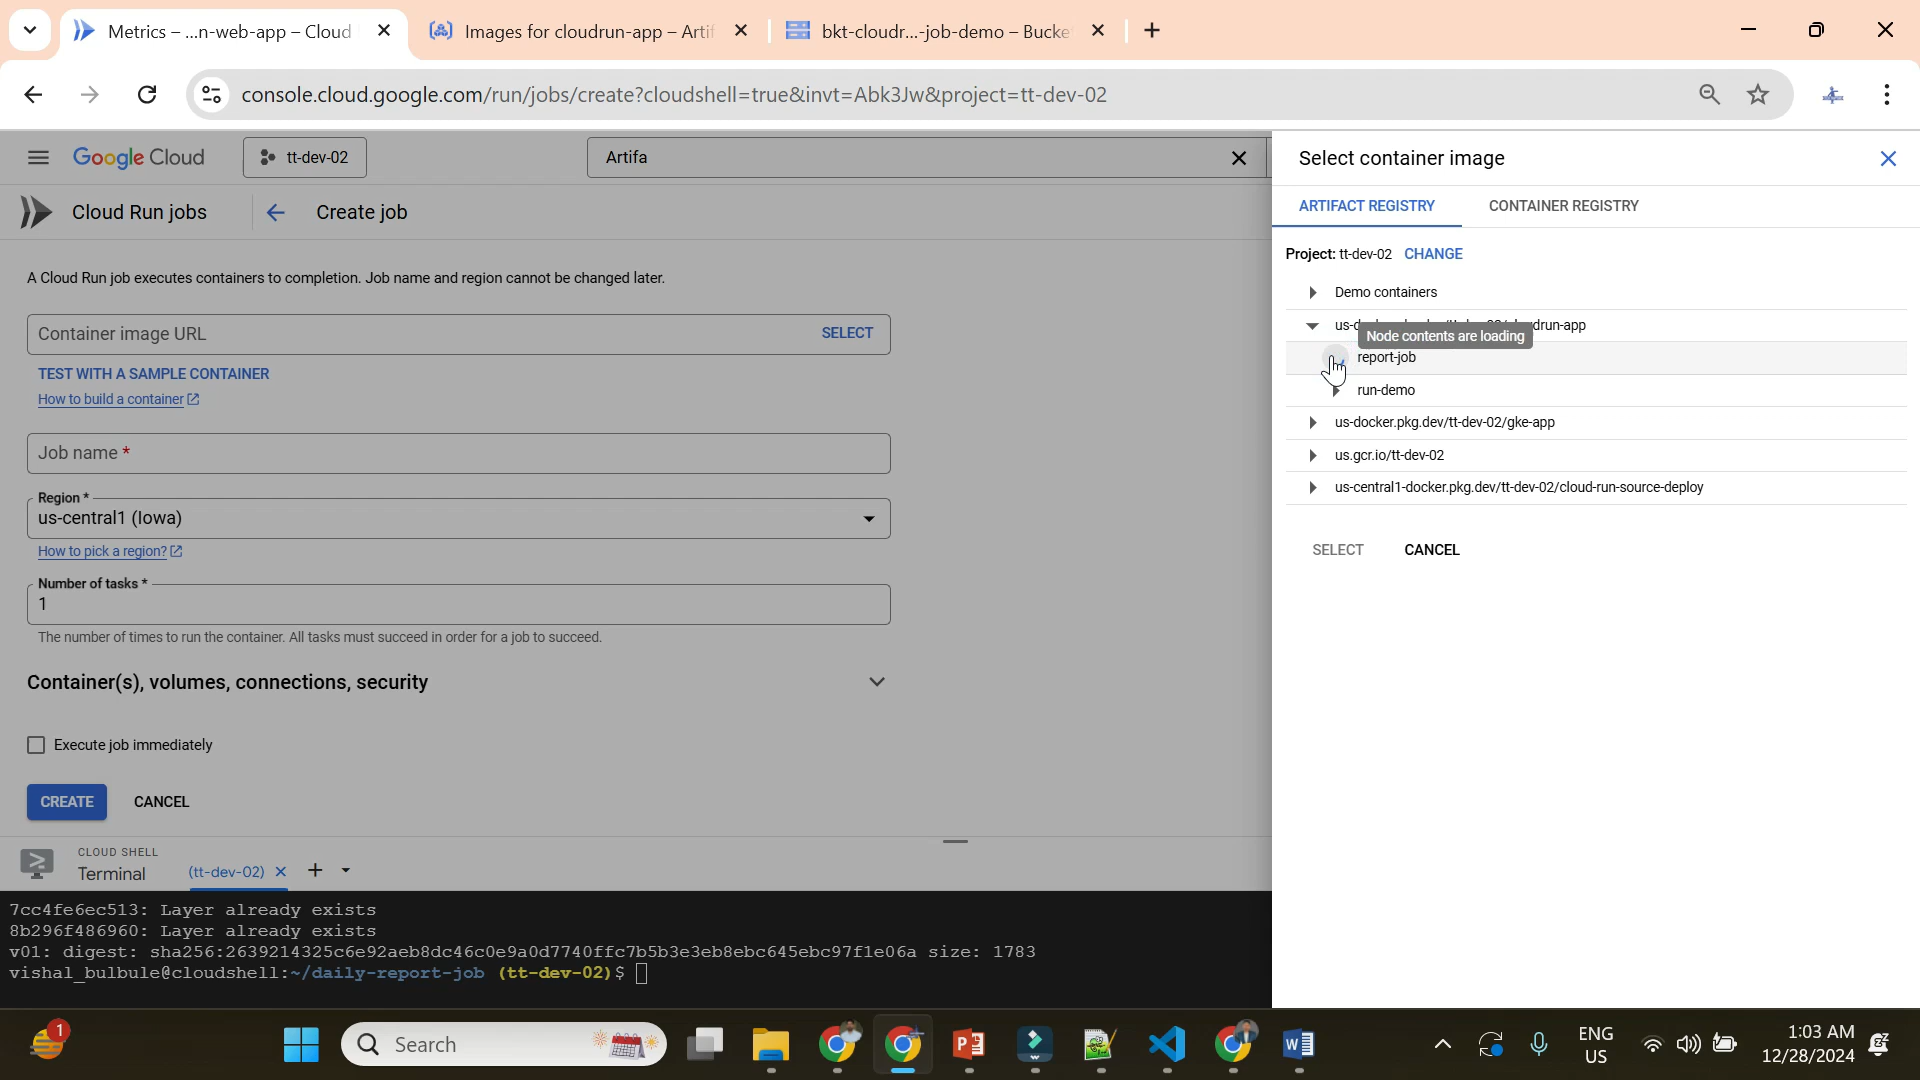 Metrics – ...n-web-app – Cloud
Images for cloudrun-app – Artif
bkt-cloudr...-job-demo – Bucke
console.cloud.google.com/run/jobs/create?cloudshell=true&invt=Abk3Jw&project=tt-dev-02
Google Cloud
tt-dev-02
Artifa
Cloud Run jobs
Create job
A Cloud Run job executes containers to completion. Job name and region cannot be changed later.
Container image URL
SELECT
TEST WITH A SAMPLE CONTAINER
How to build a container
Job name *
Region *
us-central1 (Iowa)
How to pick a region?
Number of tasks *
1
The number of times to run the container. All tasks must succeed in order for a job to succeed.
Container(s), volumes, connections, security
Execute job immediately
CREATE
CANCEL
Select container image
ARTIFACT REGISTRY
CONTAINER REGISTRY
Project: tt-dev-02 CHANGE
Demo containers
Node contents are loading
report-job
run-demo
us-docker.pkg.dev/tt-dev-02/gke-app
us.gcr.io/tt-dev-02
us-central1-docker.pkg.dev/tt-dev-02/cloud-run-source-deploy
SELECT
CANCEL
CLOUD SHELL
Terminal
(tt-dev-02)
7cc4fe6ec513: Layer already exists
8b296f486960: Layer already exists
v01: digest: sha256:2639214325c6e92aeb8dc46c0e9a0d7740ffc7b5b3e3eb8ebc645ebc97f1e06a size: 1783
vishal_bulbule@cloudshell:~/daily-report-job (tt-dev-02)$
1
Search
ENG
US
1:03 AM
12/28/2024